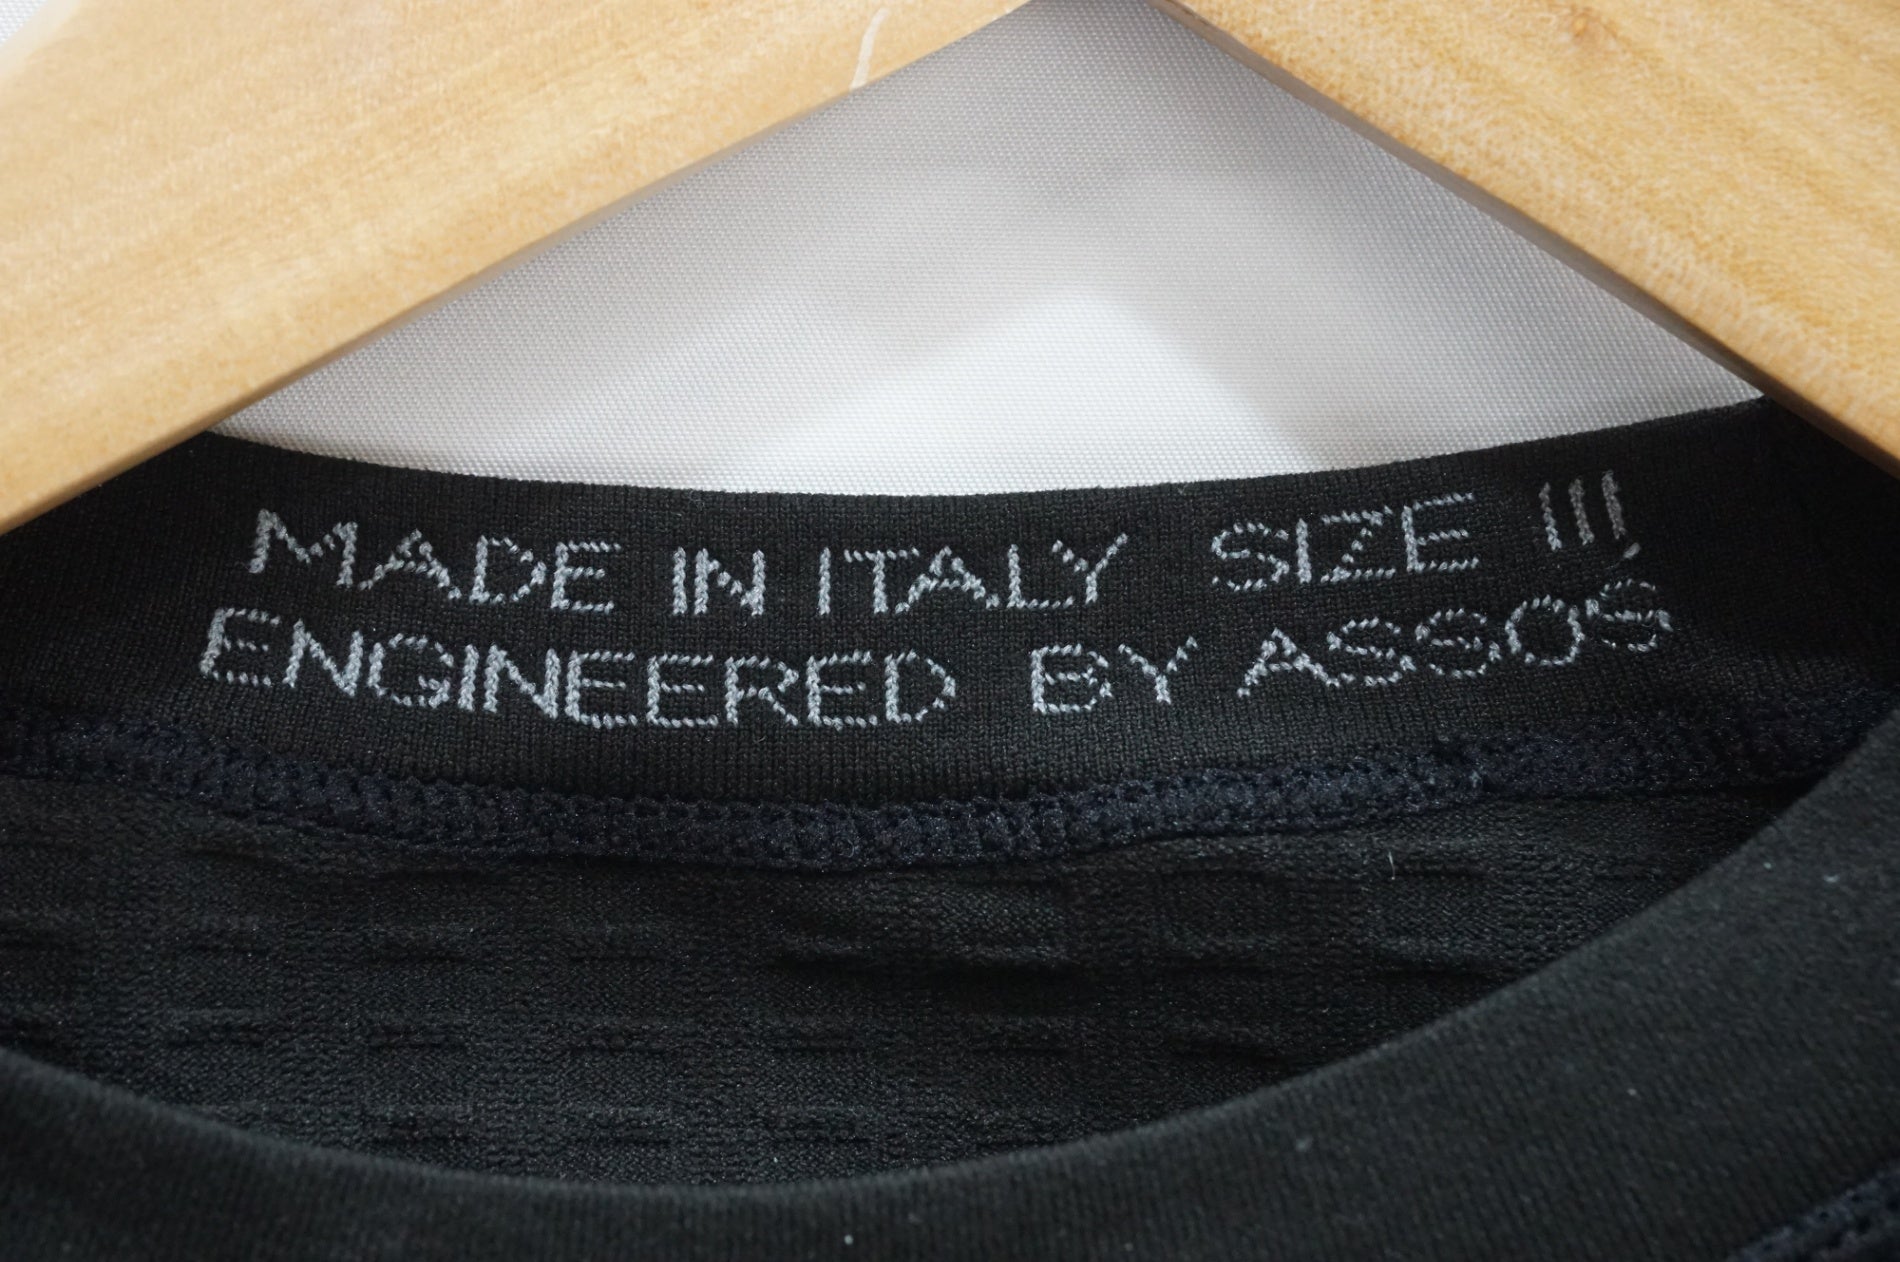 MADE IN ITALY SIZE III
ENGINEERED BY ASSOS